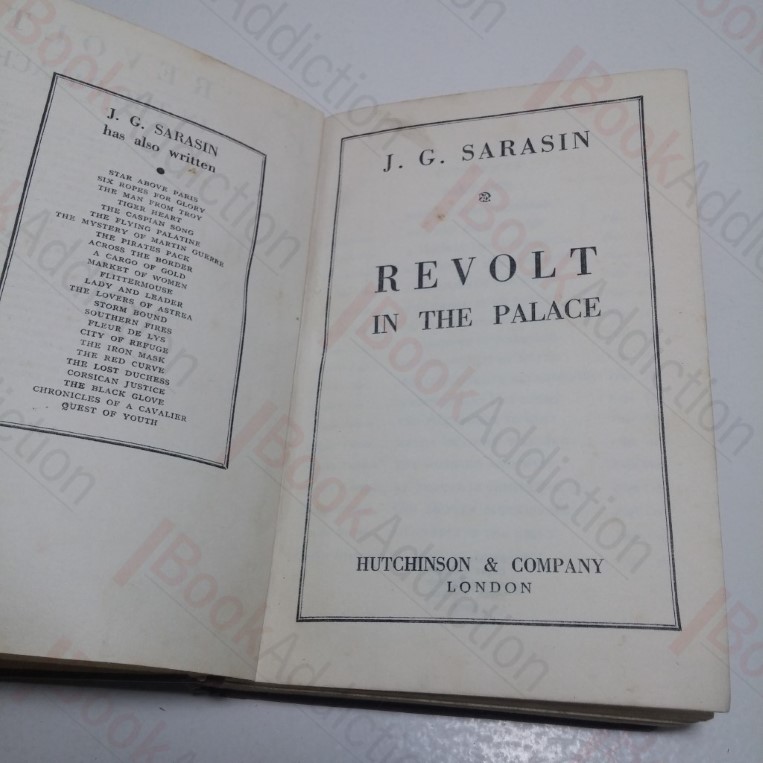 J. G. SARASIN
has also written
STAR ABOVE PARIS
SIX ROPES FOR GLORY
THE MAN FROM TROY
TIGER HEART
THE CASPIAN SONG
THE FLYING PALATINE
THE MYSTERY OF MARTIN GUERRE
THE PIRATES PACK
ACROSS THE BORDER
A CARGO OF GOLD
MARKET OF WOMEN
FLITTERMOUSE
LADY AND LEADER
THE LOVERS OF ASTREA
STORM BOUND
SOUTHERN FIRES
FLEUR DE LYS
CITY OF REFUGE
THE IRON MASK
THE RED CURVE
THE LOST DUCHESS
CORSICAN JUSTICE
THE BLACK GLOVE
CHRONICLES OF A CAVALIER
QUEST OF YOUTH
J. G. SARASIN
REVOLT
IN THE PALACE
HUTCHINSON & COMPANY
LONDON
BookAddiction